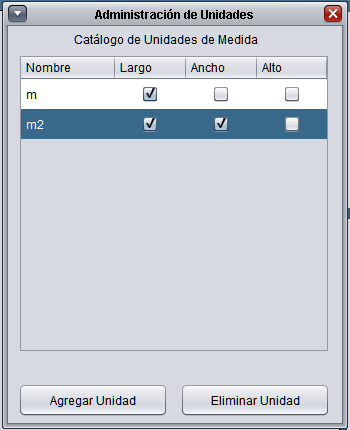 Administración de Unidades
Catálogo de Unidades de Medida
Nombre Largo Ancho Alto
m
m2
Agregar Unidad Eliminar Unidad